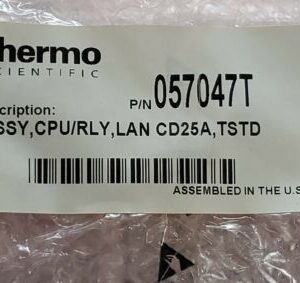 hermo
CIENTIFIC
P/N 057047T
cription:
SSY,CPU/RLY,LAN CD25A,TSTD
ASSEMBLED IN THE U.S